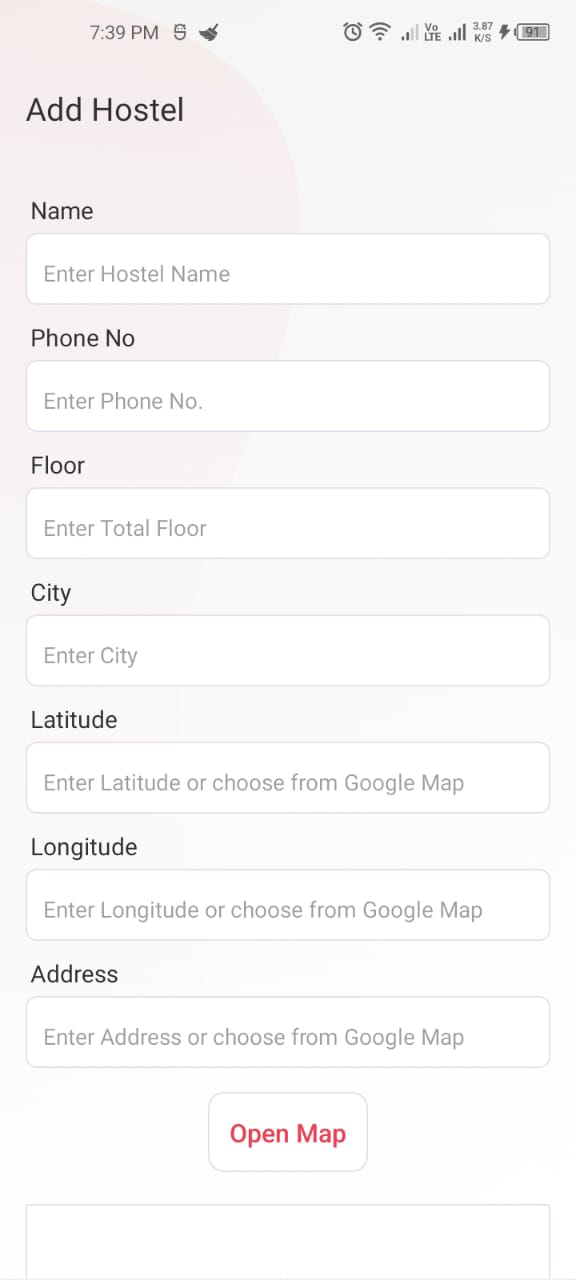 7:39 PM
Vo LTE 3.87 K/S 91
Add Hostel
Name
Enter Hostel Name
Phone No
Enter Phone No.
Floor
Enter Total Floor
City
Enter City
Latitude
Enter Latitude or choose from Google Map
Longitude
Enter Longitude or choose from Google Map
Address
Enter Address or choose from Google Map
Open Map